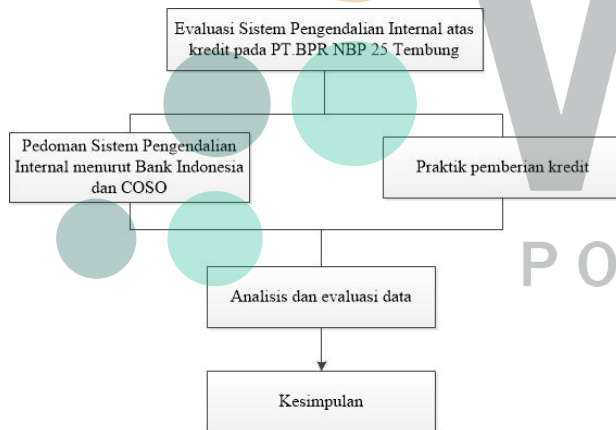 Evaluasi Sistem Pengendalian Internal atas
kredit pada PT.BPR NBP 25 Tembung
Pedoman Sistem Pengendalian
Internal menurut Bank Indonesia
dan COSO
Praktik pemberian kredit
P O
Analisis dan evaluasi data
Kesimpulan